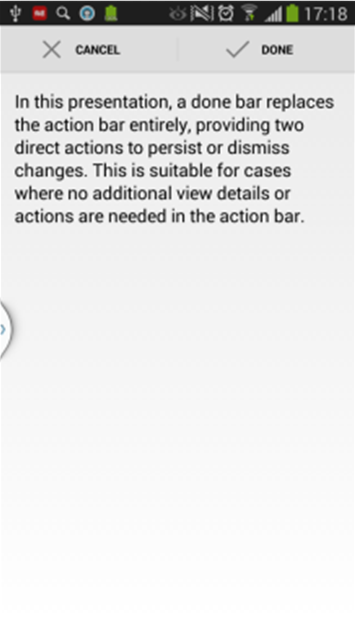 17:18
CANCEL
DONE
In this presentation, a done bar replaces
the action bar entirely, providing two
direct actions to persist or dismiss
changes. This is suitable for cases
where no additional view details or
actions are needed in the action bar.